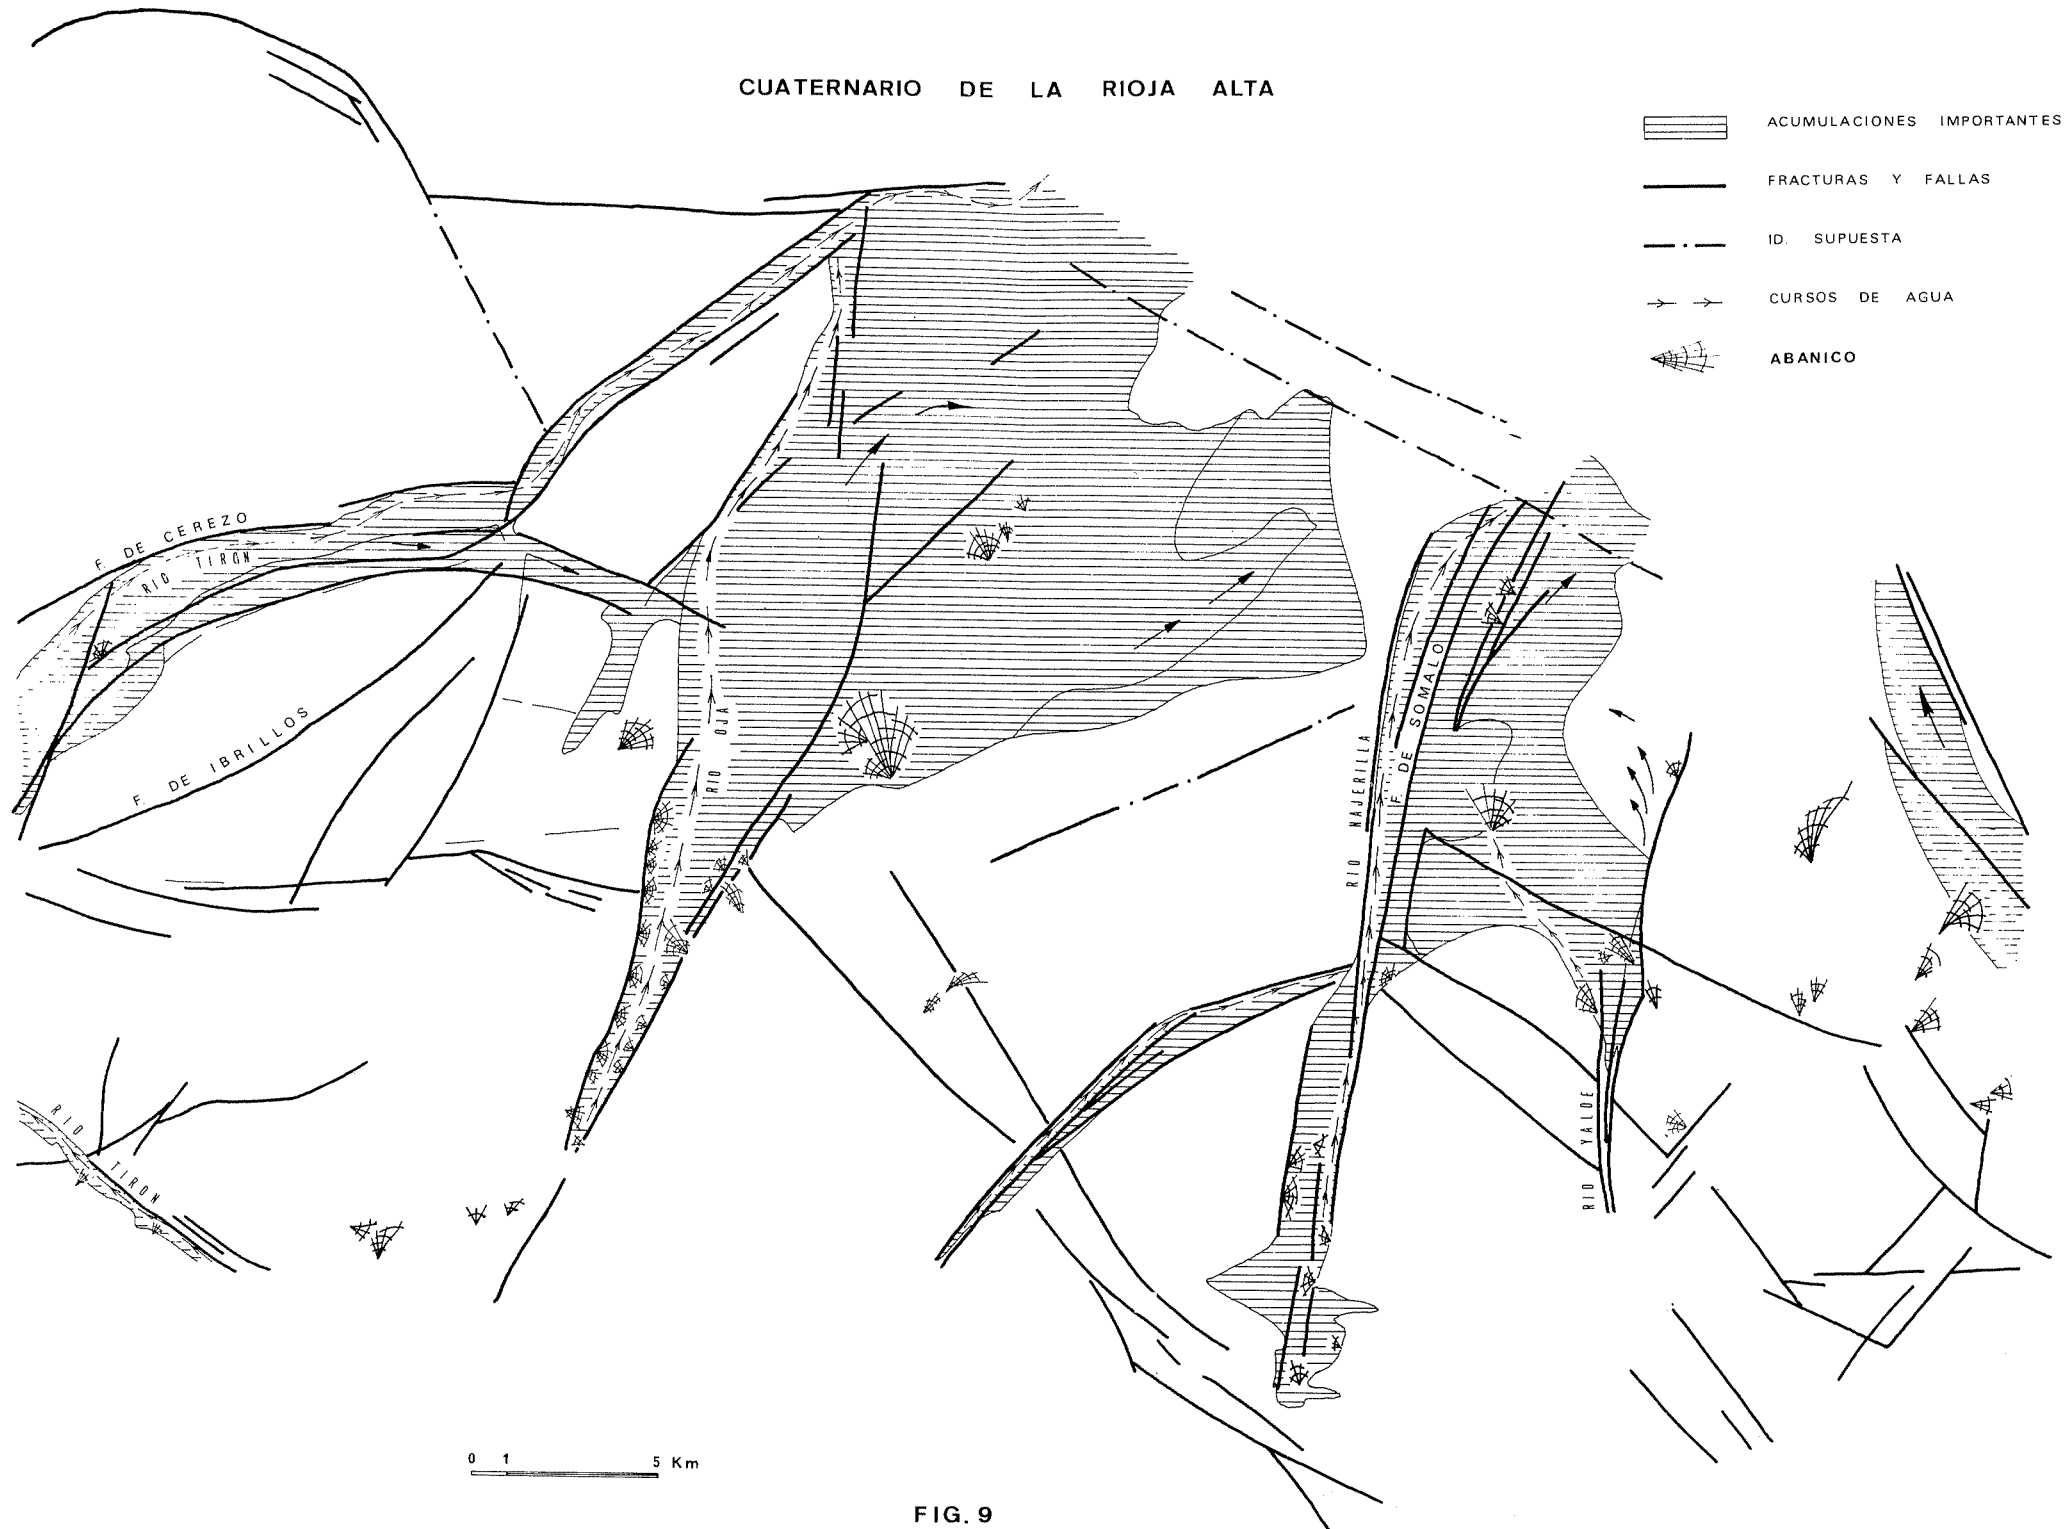 CUATERNARIO DE LA RIOJA ALTA
ACUMULACIONES IMPORTANTES
FRACTURAS Y FALLAS
ID. SUPUESTA
CURSOS DE AGUA
ABANICO
F. DE CEREZO
RIO TIRON
F. DE IBRILLOS
RIO OJA
RIO NAJERILLA
F. DE SOMALO
RIO YALDE
RIO TIRON
0 1 5 Km
FIG. 9